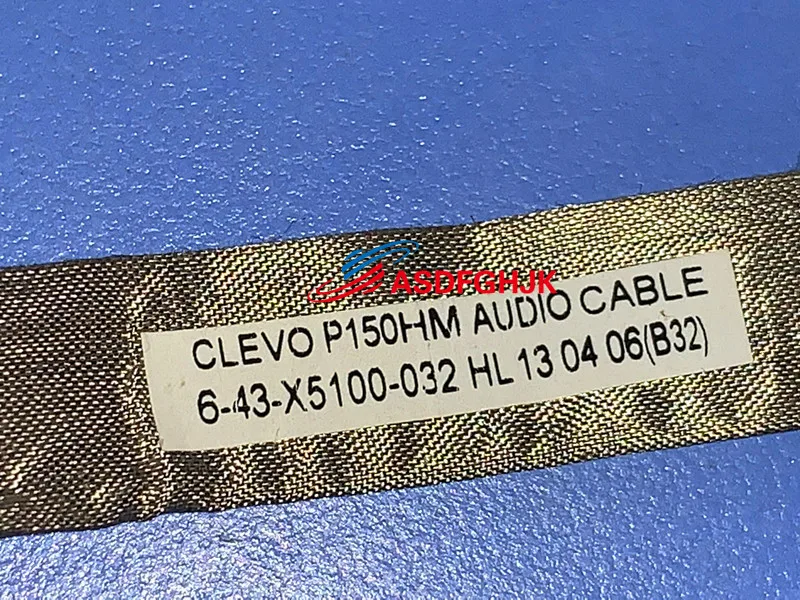 ASDFGHJK
CLEVO P150HM AUDIO CABLE
6-43-X5100-032 HL 13 04 06(B32)